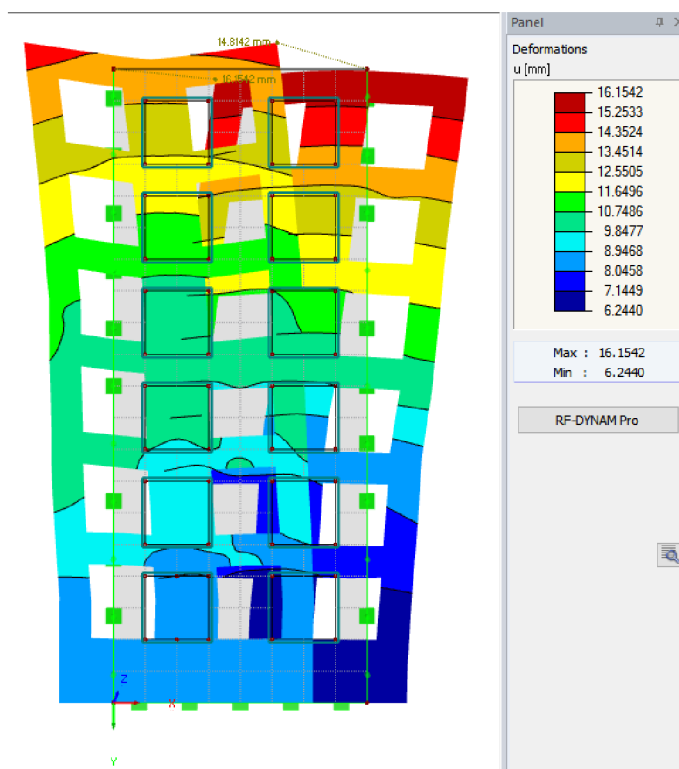 14.8142 mm
16.1542 mm
Z
X
Y
Panel
Deformations
u [mm]
16.1542
15.2533
14.3524
13.4514
12.5505
11.6496
10.7486
9.8477
8.9468
8.0458
7.1449
6.2440
Max : 16.1542
Min : 6.2440
RF-DYNAM Pro